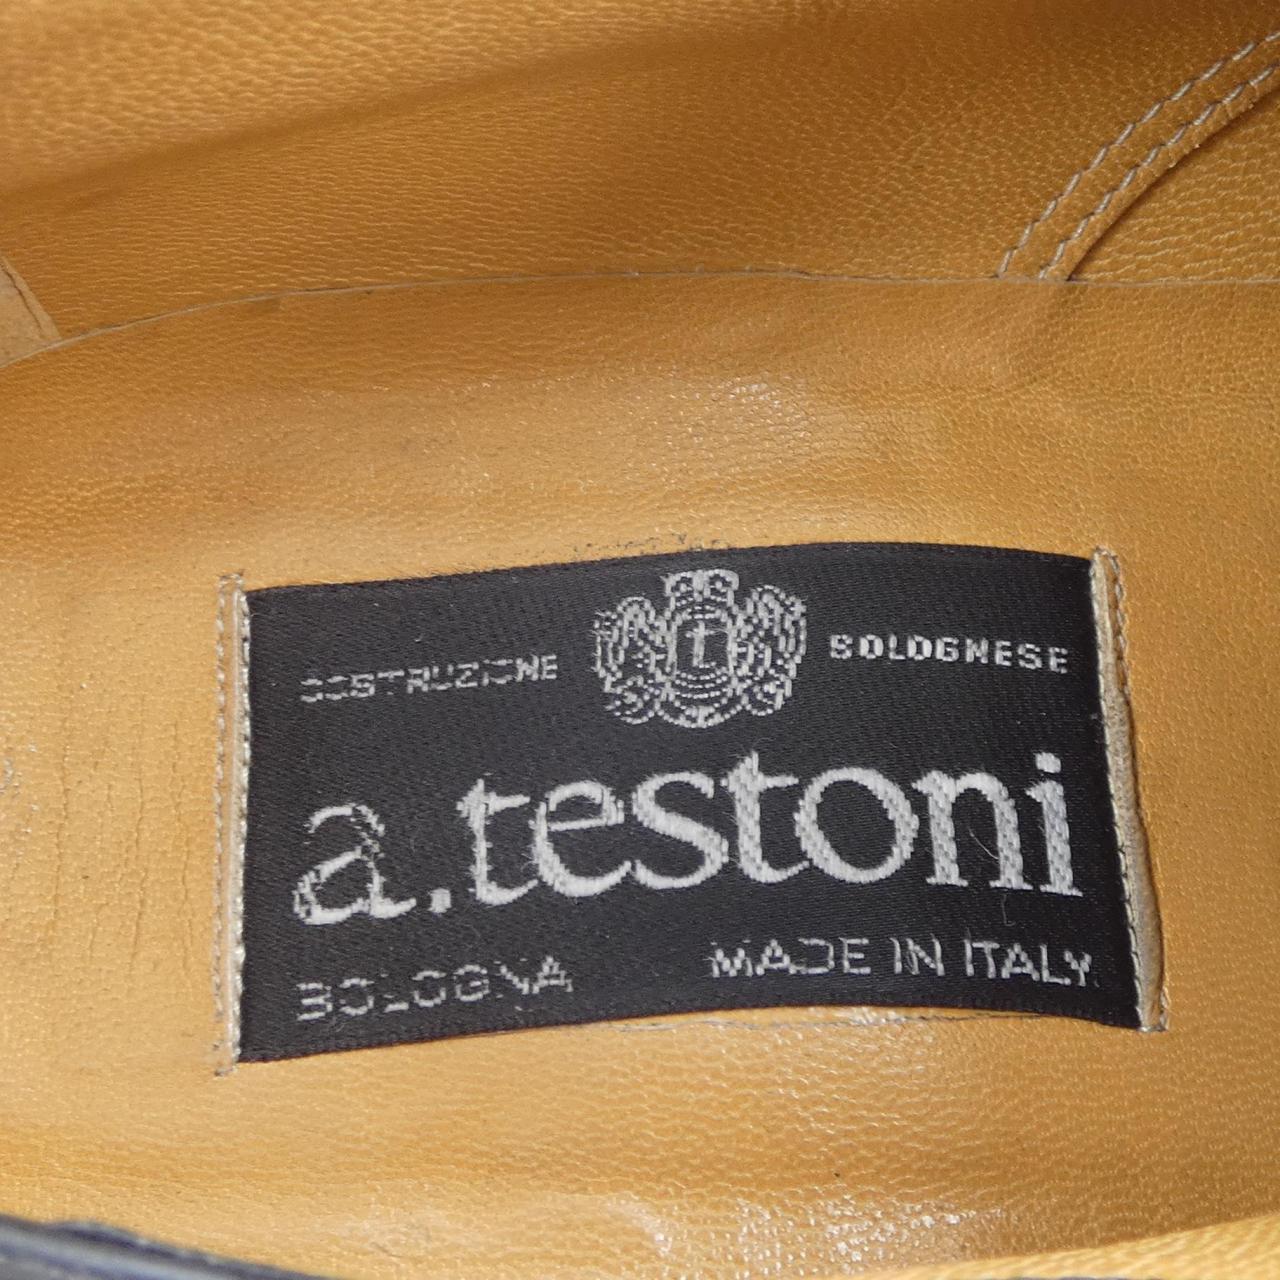 COSTRUZIONE t BOLOGNESE
a.testoni
BOLOGNA MADE IN ITALY